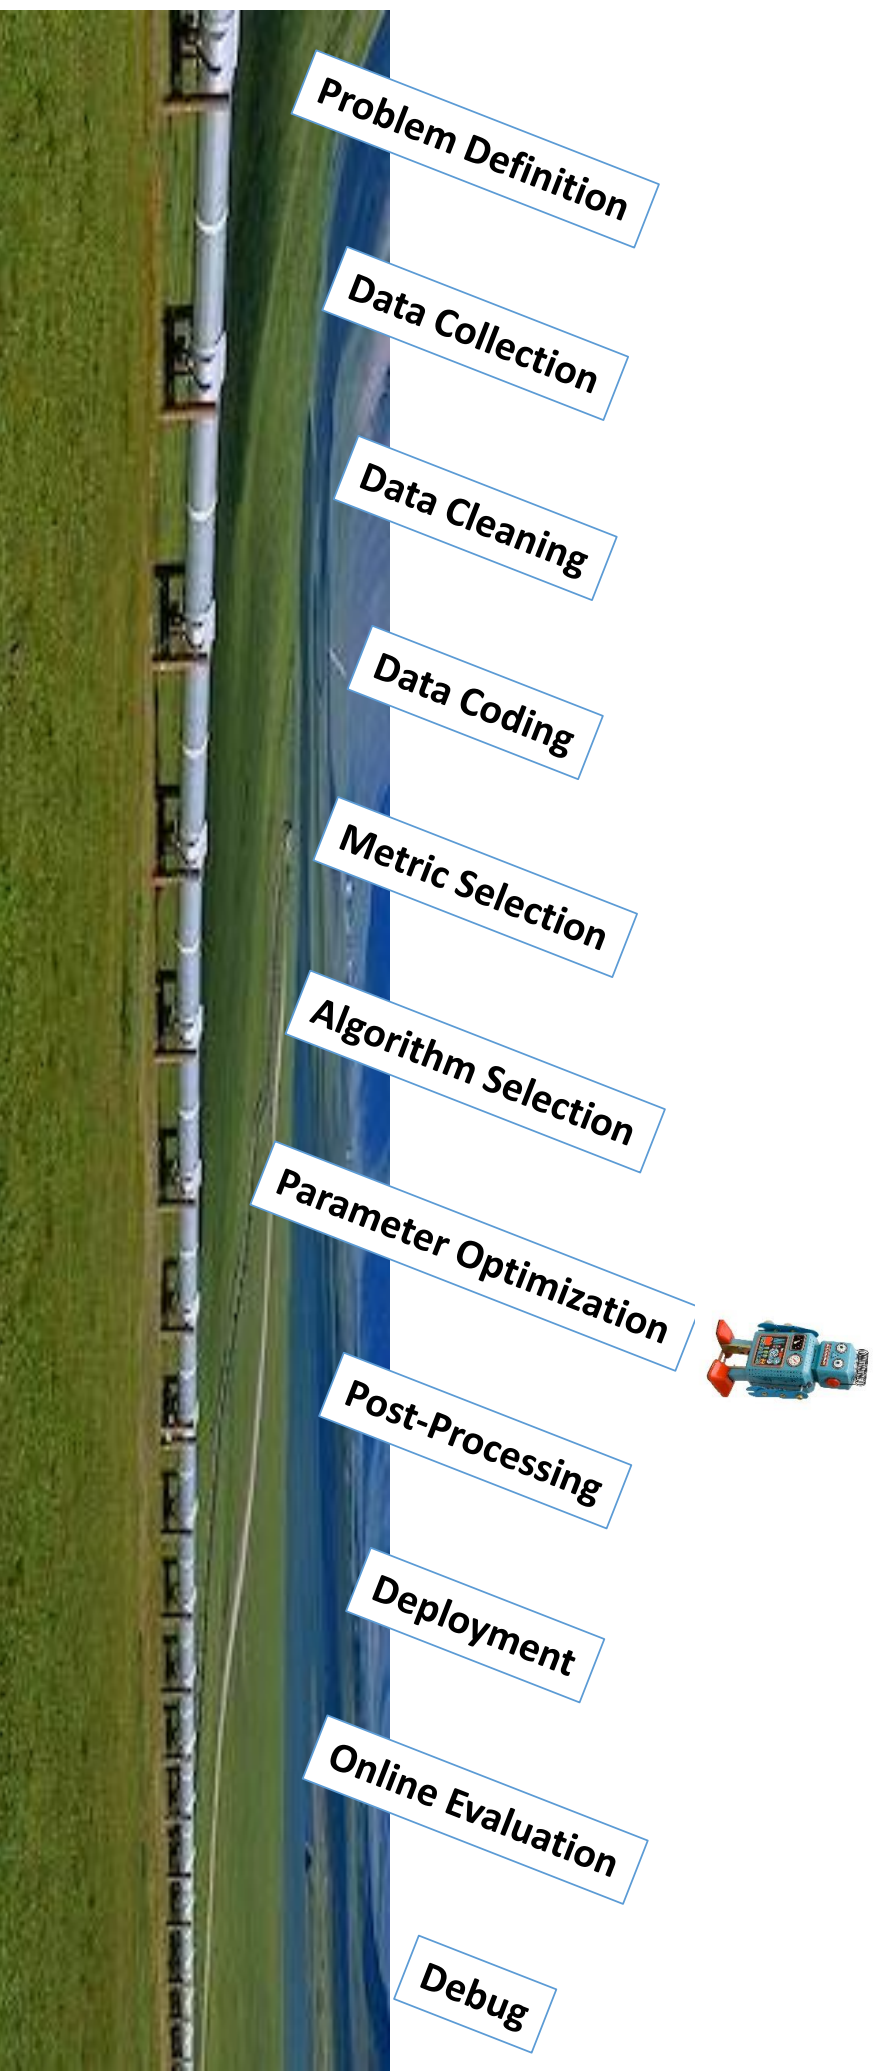 Problem Definition
Data Collection
Data Cleaning
Data Coding
Metric Selection
Algorithm Selection
Parameter Optimization
Post-Processing
Deployment
Online Evaluation
Debug